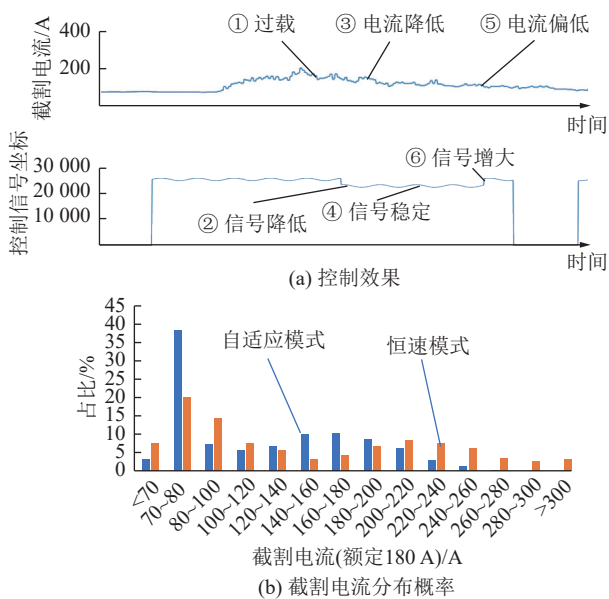 ① 过载
③ 电流降低
⑤ 电流偏低
截割电流/A
400
200
时间
控制信号坐标
30 000
20 000
10 000
⑥ 信号增大
② 信号降低
④ 信号稳定
时间
(a) 控制效果
占比/%
45
40
35
30
25
20
15
10
5
0
自适应模式
恒速模式
<70
70~80
80~100
100~120
120~140
140~160
160~180
180~200
200~220
220~240
240~260
260~280
280~300
>300
截割电流(额定180 A)/A
(b) 截割电流分布概率